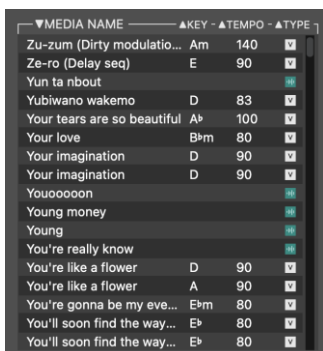 ▼MEDIA NAME ▲KEY - ▲TEMPO - ▲TYPE
Zu-zum (Dirty modulatio... Am 140 V
Ze-ro (Delay seq) E 90 V
Yun ta nbout
Yubiwano wakemo D 83 V
Your tears are so beautiful A♭ 100 V
Your love B♭m 80 V
Your imagination D 90 V
Your imagination D 90 V
Youooooon
Young money
Young
You're really know
You're like a flower D 90 V
You're like a flower A 90 V
You're gonna be my eve... E♭m 80 V
You'll soon find the way... E♭ 80 V
You'll soon find the way... E♭ 80 V